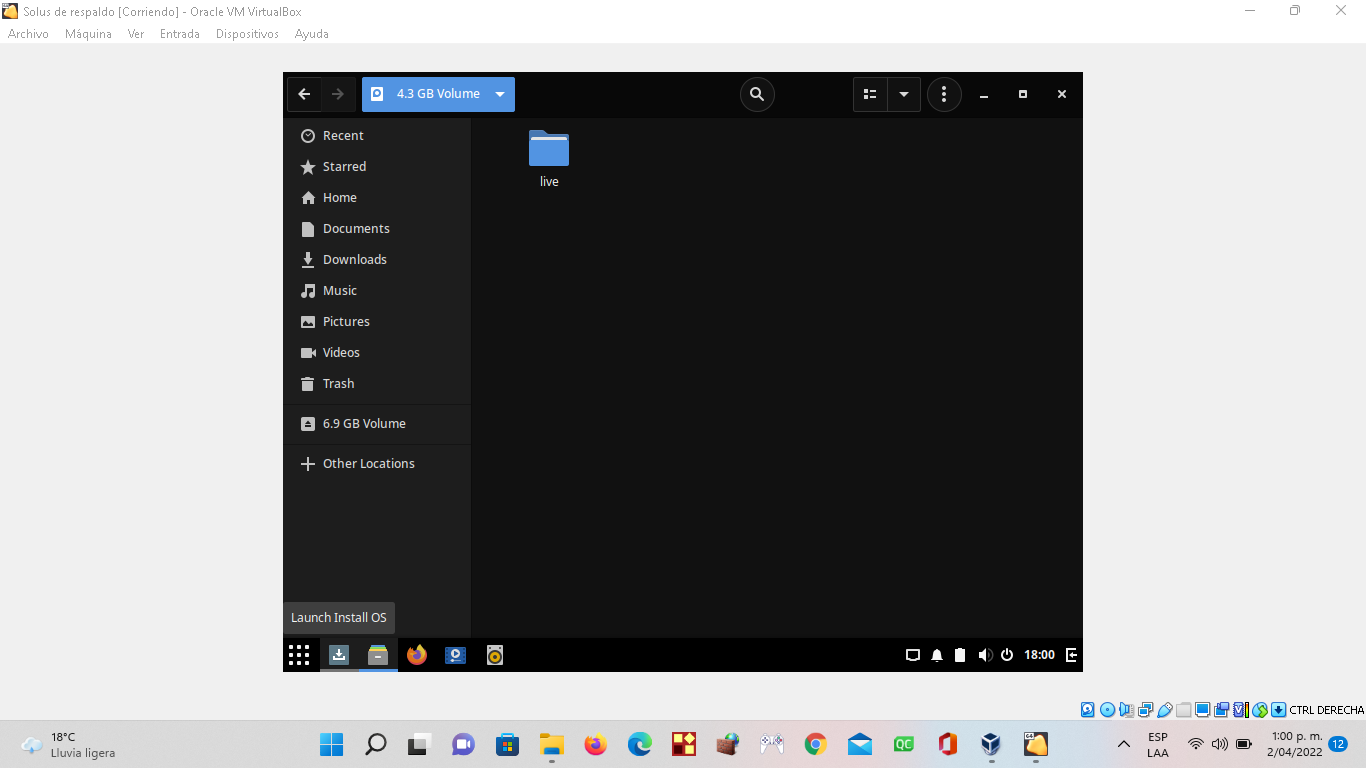 Solus de respaldo [Corriendo] - Oracle VM VirtualBox
Archivo Máquina Ver Entrada Dispositivos Ayuda
4.3 GB Volume
Recent
Starred
Home
Documents
Downloads
Music
Pictures
Videos
Trash
6.9 GB Volume
Other Locations
live
Launch Install OS
18:00
CTRL DERECHA
18°C
Lluvia ligera
QC
ESP
LAA
1:00 p. m.
2/04/2022
12